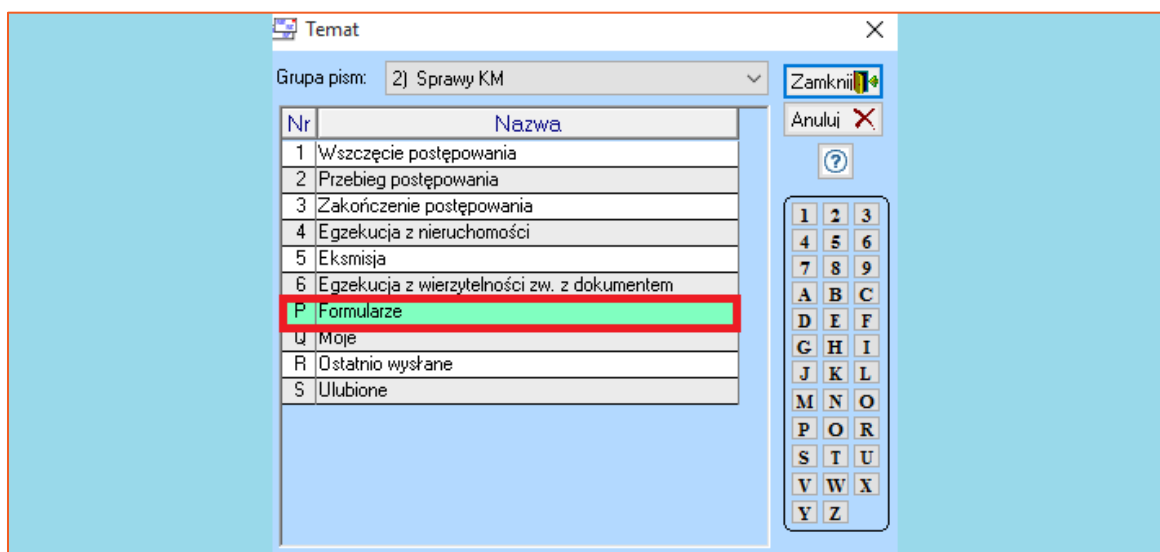 Temat
Grupa pism: 2) Sprawy KM
Zamknij
Anuluj
Nr Nazwa
?
1 Wszczęcie postępowania
2 Przebieg postępowania
3 Zakończenie postępowania
4 Egzekucja z nieruchomości
5 Eksmisja
6 Egzekucja z wierzytelności zw. z dokumentem
P Formularze
Q Moje
R Ostatnio wysłane
S Ulubione
1 2 3
4 5 6
7 8 9
A B C
D E F
G H I
J K L
M N O
P O R
S T U
V W X
Y Z